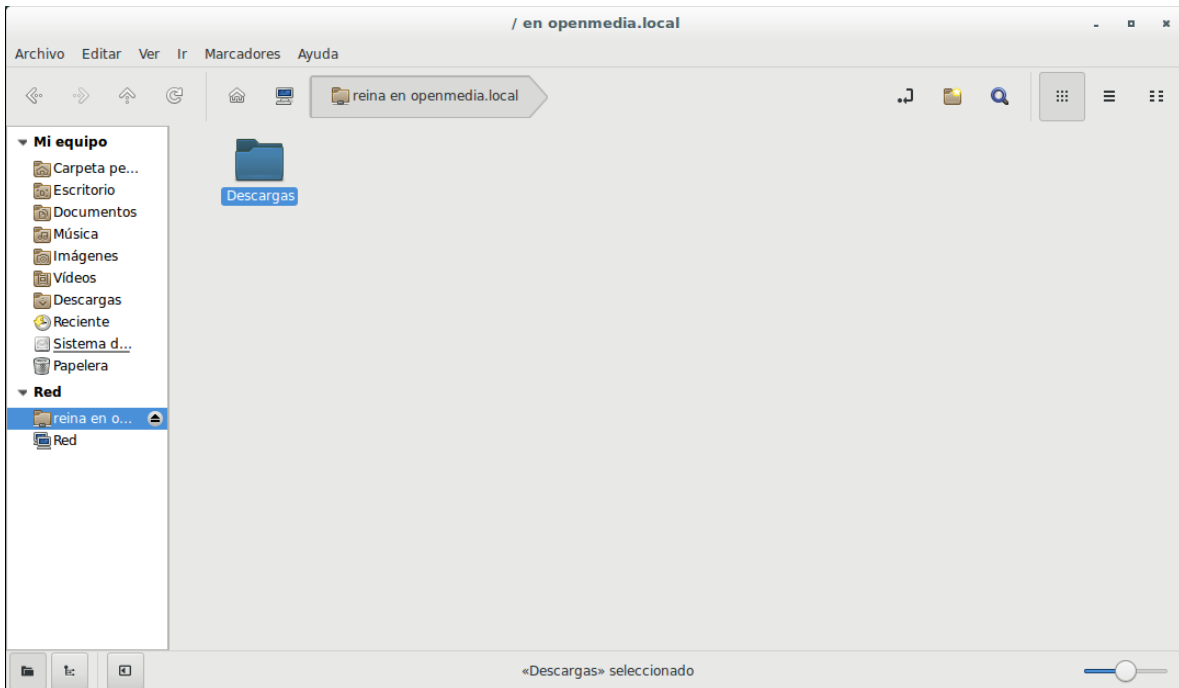 / en openmedia.local
Archivo Editar Ver Ir Marcadores Ayuda
reina en openmedia.local
Mi equipo
Carpeta pe...
Escritorio
Documentos
Música
Imágenes
Vídeos
Descargas
Reciente
Sistema d...
Papelera
Red
reina en o...
Red
Descargas
«Descargas» seleccionado